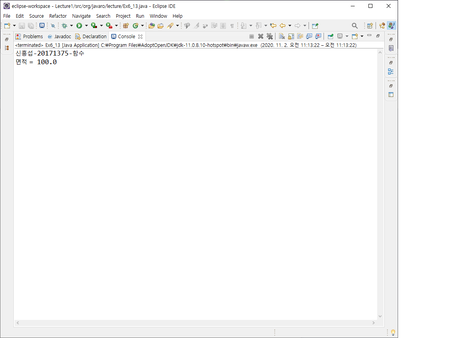 eclipse-workspace - Lecture1/src/org/javaro/lecture/Ex6_13.java - Eclipse IDE
File Edit Source Refactor Navigate Search Project Run Window Help
Problems Javadoc Declaration Console
<terminated> Ex6_13 [Java Application] C:\Program Files\AdoptOpenJDK\jdk-11.0.8.10-hotspot\bin\javaw.exe (2020. 11. 2. 오전 11:13:22 – 오전 11:13:22)
신홍섭-20171375-함수
면적 = 100.0